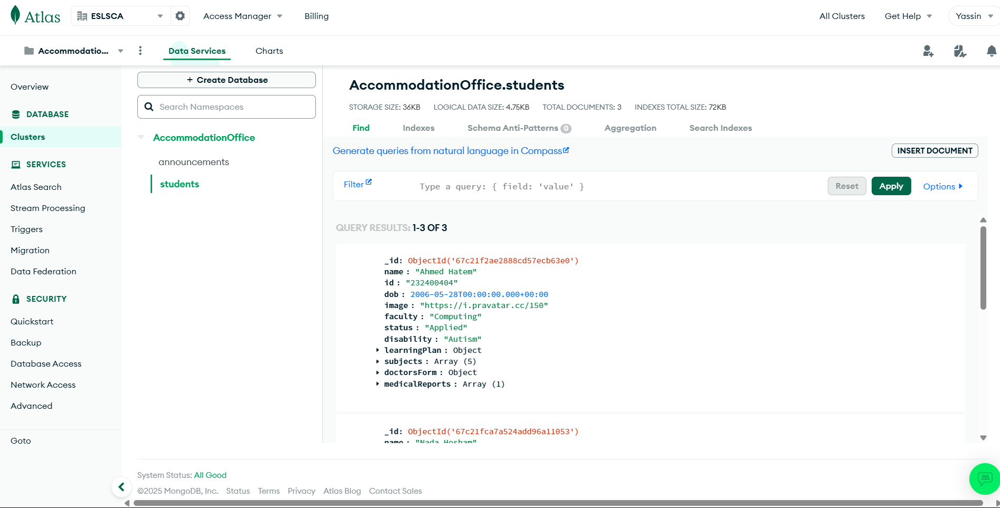 Atlas
ESLSCA
Access Manager
Billing
All Clusters
Get Help
Yassin
Accommodatio...
Data Services
Charts
Overview
DATABASE
Clusters
SERVICES
Atlas Search
Stream Processing
Triggers
Migration
Data Federation
SECURITY
Quickstart
Backup
Database Access
Network Access
Advanced
Goto
+ Create Database
Search Namespaces
AccommodationOffice
announcements
students
AccommodationOffice.students
STORAGE SIZE: 36KB LOGICAL DATA SIZE: 4.75KB TOTAL DOCUMENTS: 3 INDEXES TOTAL SIZE: 72KB
Find Indexes Schema Anti-Patterns 0 Aggregation Search Indexes
Generate queries from natural language in Compass
INSERT DOCUMENT
Filter
Type a query: { field: 'value' }
Reset
Apply
Options
QUERY RESULTS: 1-3 OF 3
_id: ObjectId('67c21f2ae2888cd57ecb63e0')
name : "Ahmed Hatem"
id : "232400404"
dob : 2006-05-28T00:00:00.000+00:00
image : "https://i.pravatar.cc/150"
faculty : "Computing"
status : "Applied"
disability : "Autism"
learningPlan : Object
subjects : Array (5)
doctorsForm : Object
medicalReports : Array (1)
_id: ObjectId('67c21fca7a524add96a11053')
name : "Nada Hesham"
System Status: All Good
©2025 MongoDB, Inc. Status Terms Privacy Atlas Blog Contact Sales